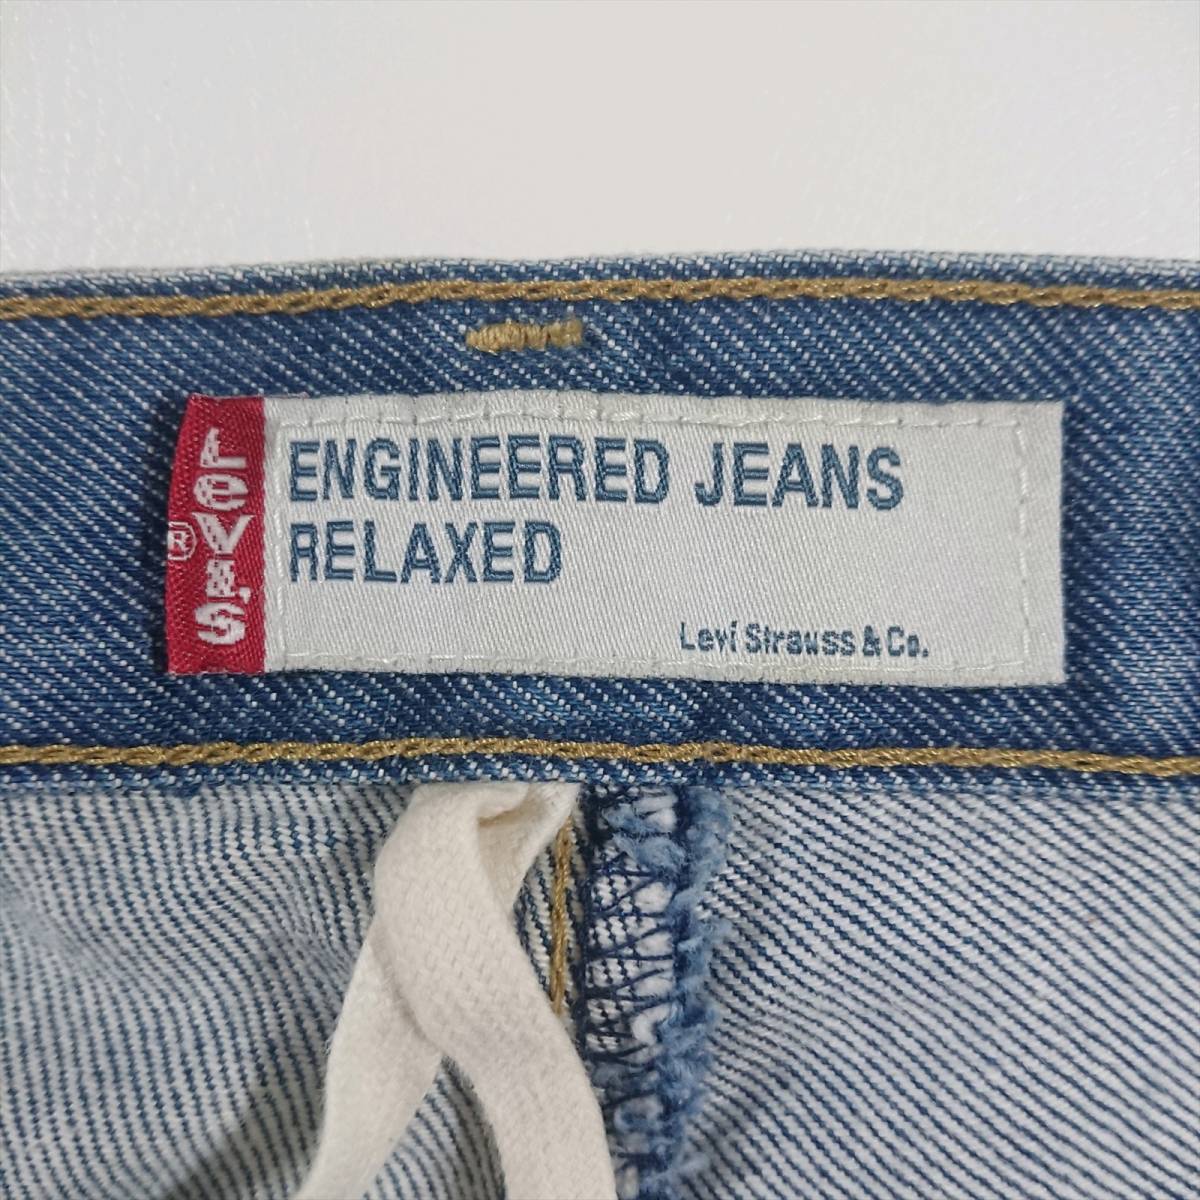 LEVI'S
®
ENGINEERED JEANS
RELAXED
Levi Strauss & Co.